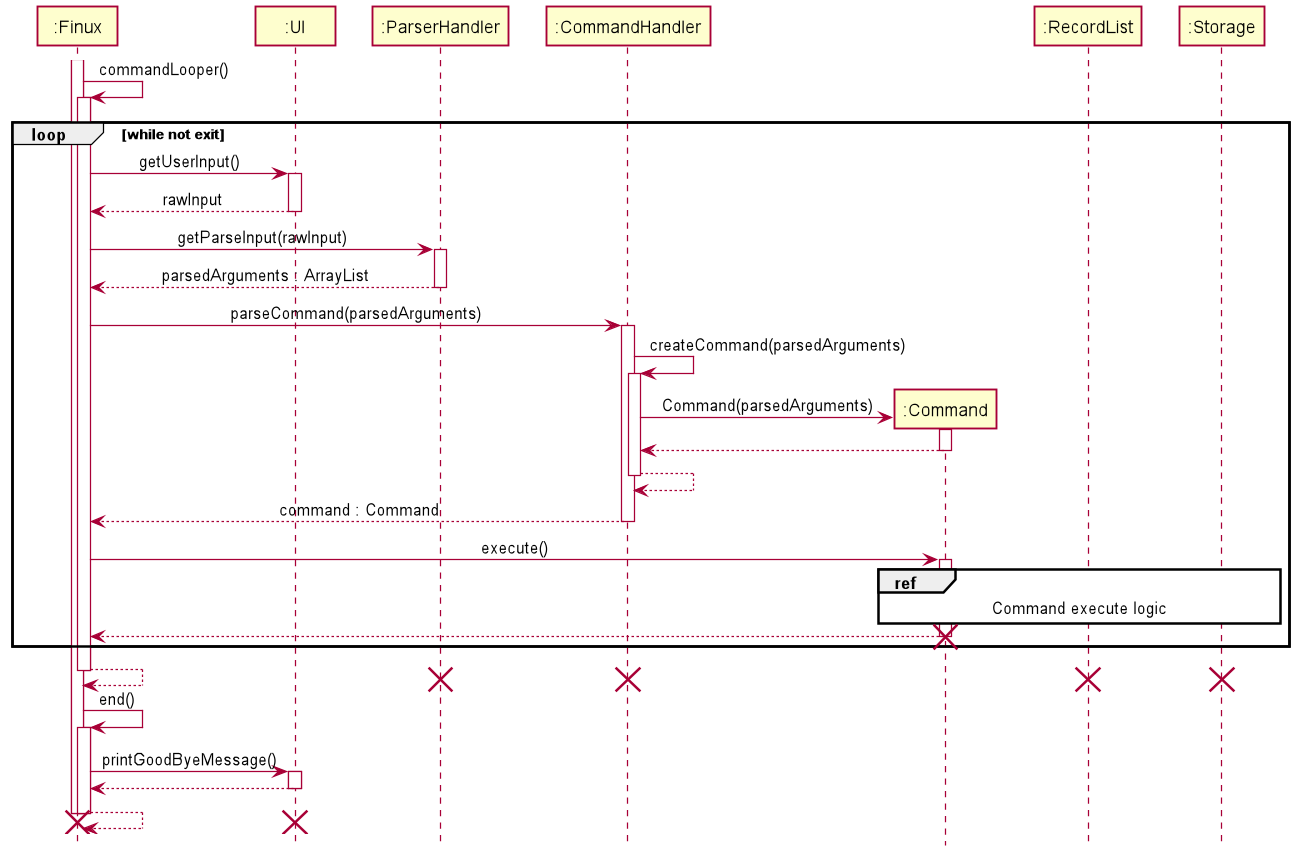 :Finux
:UI
:ParserHandler
:CommandHandler
:RecordList
:Storage
commandLooper()
loop
[while not exit]
getUserInput()
rawInput
getParseInput(rawInput)
parsedArguments : ArrayList
parseCommand(parsedArguments)
createCommand(parsedArguments)
Command(parsedArguments)
:Command
command : Command
execute()
ref
Command execute logic
end()
printGoodByeMessage()